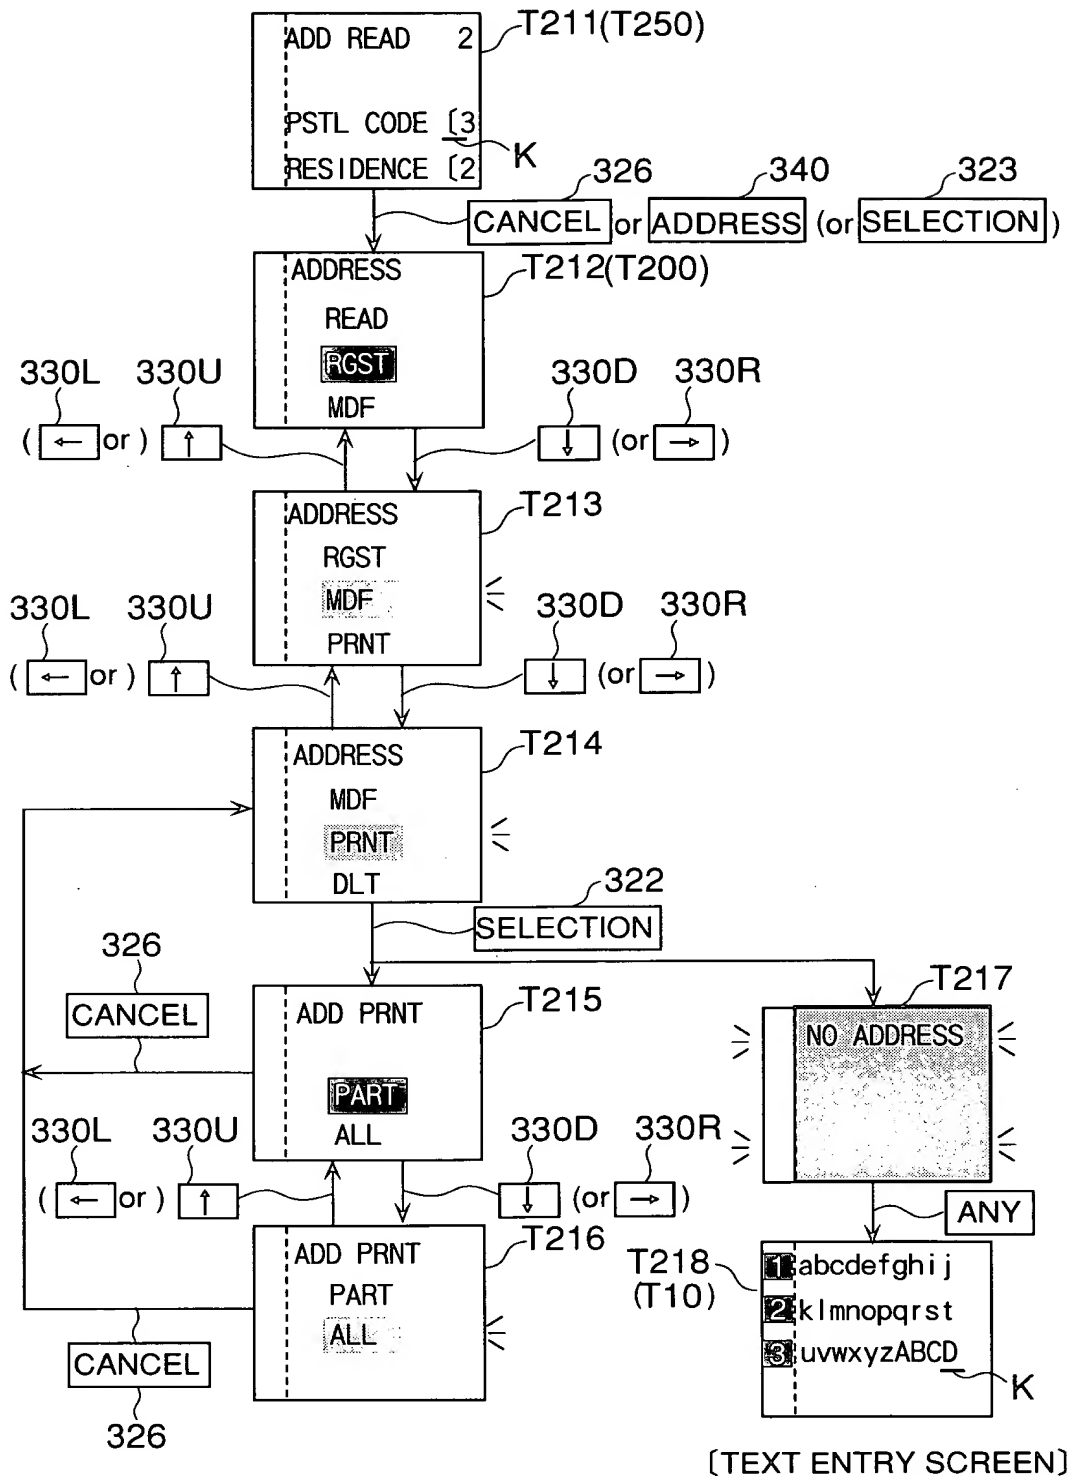 T211(T250)
ADD READ 2
PSTL CODE [3
K
RESIDENCE [2
326 340 323
CANCEL or ADDRESS (or SELECTION)
T212(T200)
ADDRESS
READ
RGST
MDF
330L 330U 330D 330R
(← or) ↑ ↓ (or →)
T213
ADDRESS
RGST
MDF
PRNT
330L 330U 330D 330R
(← or) ↑ ↓ (or →)
T214
ADDRESS
MDF
PRNT
DLT
322
SELECTION
326
CANCEL
T215
ADD PRNT
PART
ALL
T217
NO ADDRESS
330L 330U 330D 330R
(← or) ↑ ↓ (or →)
ANY
T216
ADD PRNT
PART
ALL
CANCEL
326
T218
(T10)
1 abcdefghij
2 klmnopqrst
3 uvwxyzABCD
K
[TEXT ENTRY SCREEN]